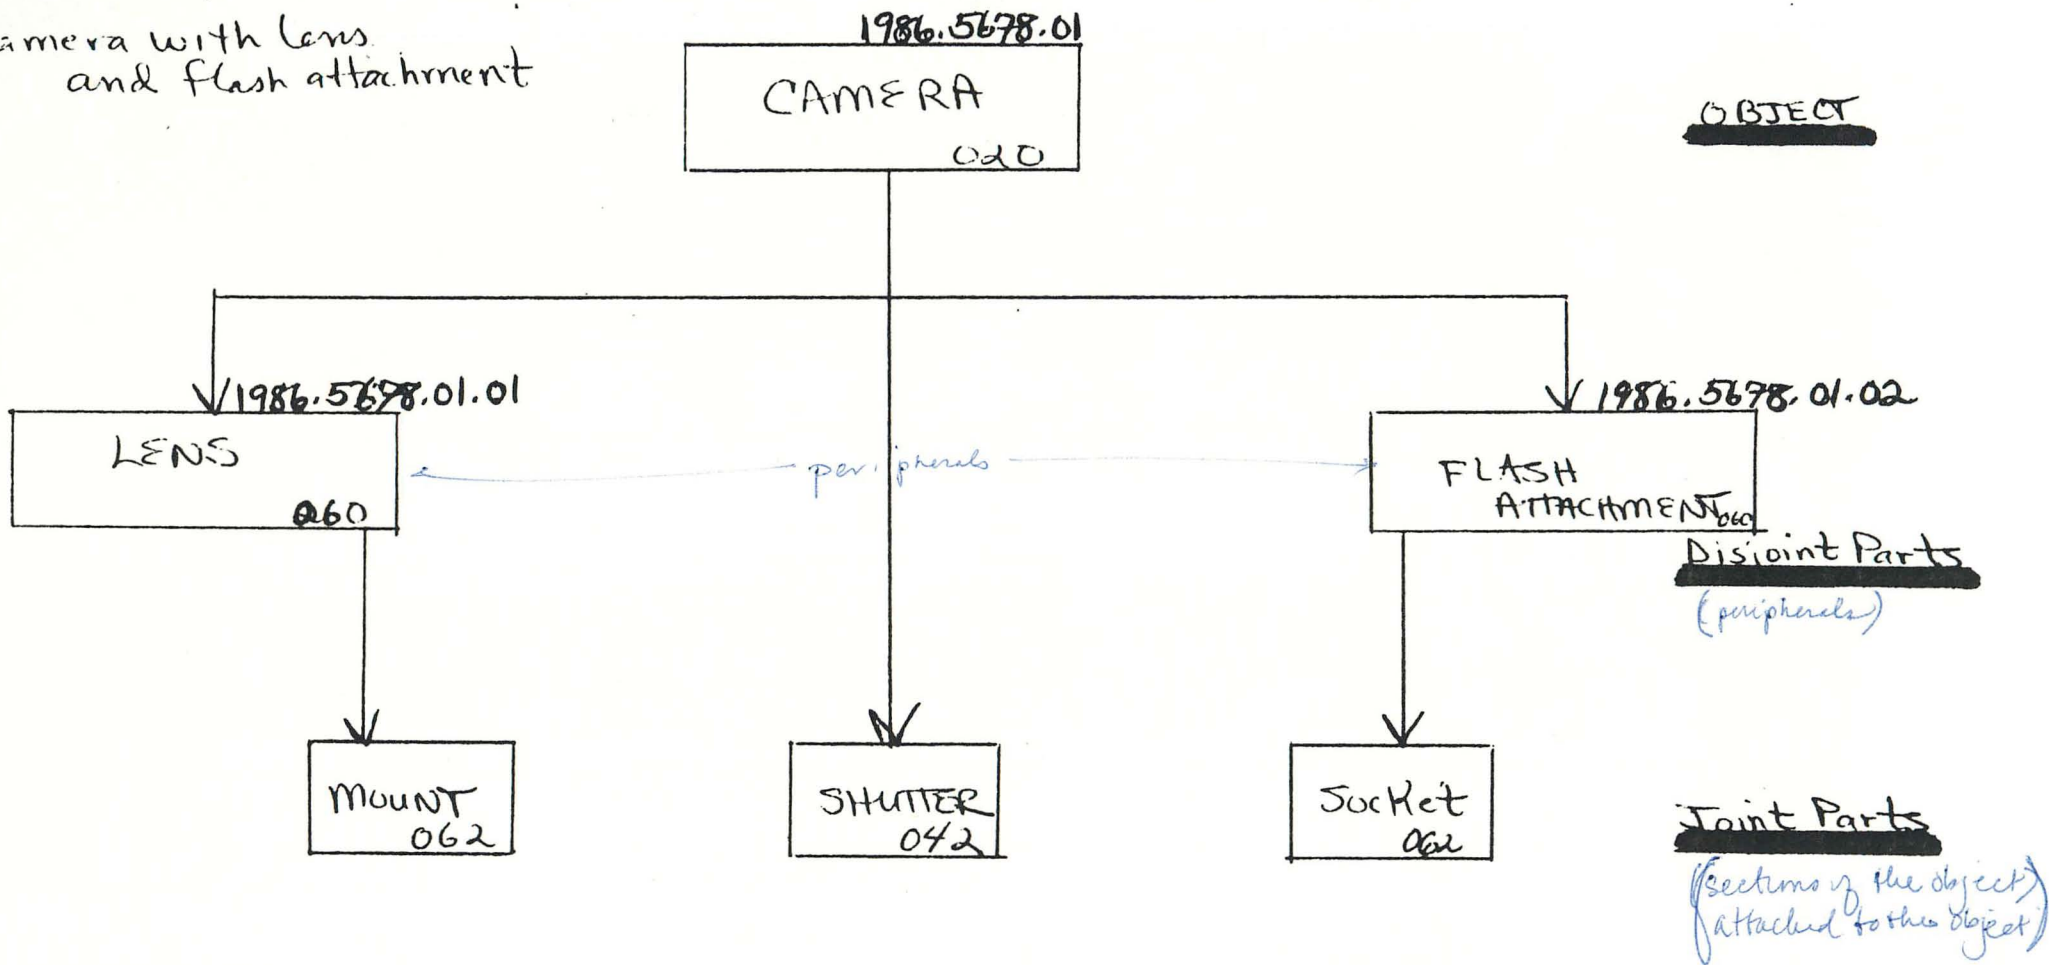 amera with lens
and flash attachment
1986.5678.01
CAMERA
020
OBJECT
1986.5678.01.01
LENS
060
peripherals
1986.5678.01.02
FLASH
ATTACHMENT 060
Disjoint Parts
(peripherals)
MOUNT
062
SHUTTER
042
Socket
062
Joint Parts
(sections of the object)
attached to the object)